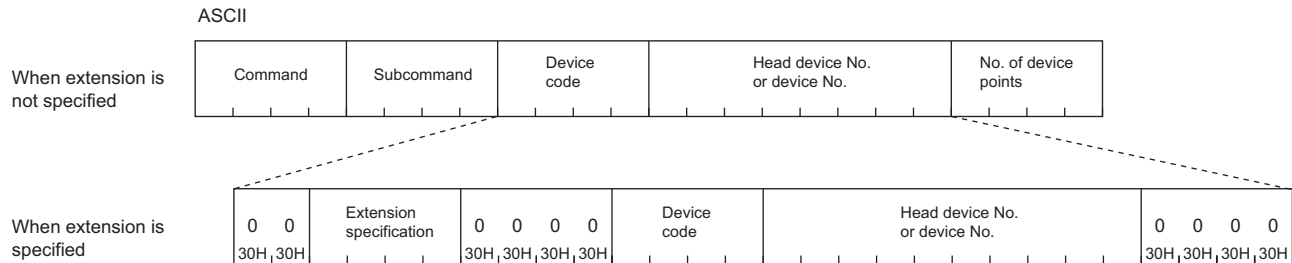 ASCII
When extension is
not specified
Command
Subcommand
Device
code
Head device No.
or device No.
No. of device
points
When extension is
specified
0 0
30H 30H
Extension
specification
0 0 0 0
30H 30H 30H 30H
Device
code
Head device No.
or device No.
0 0 0 0
30H 30H 30H 30H